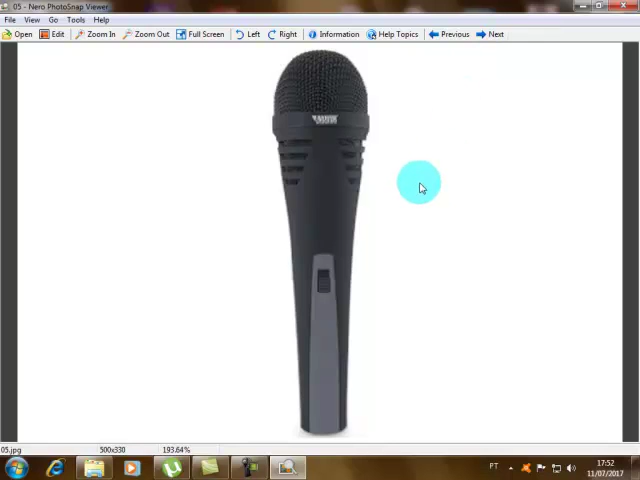 05 - Nero PhotoSnap Viewer
File View Go Tools Help
Open Edit Zoom In Zoom Out Full Screen Left Right Information Help Topics Previous Next
05.jpg 500x330 193.64%
PT 17:52
11/07/2017